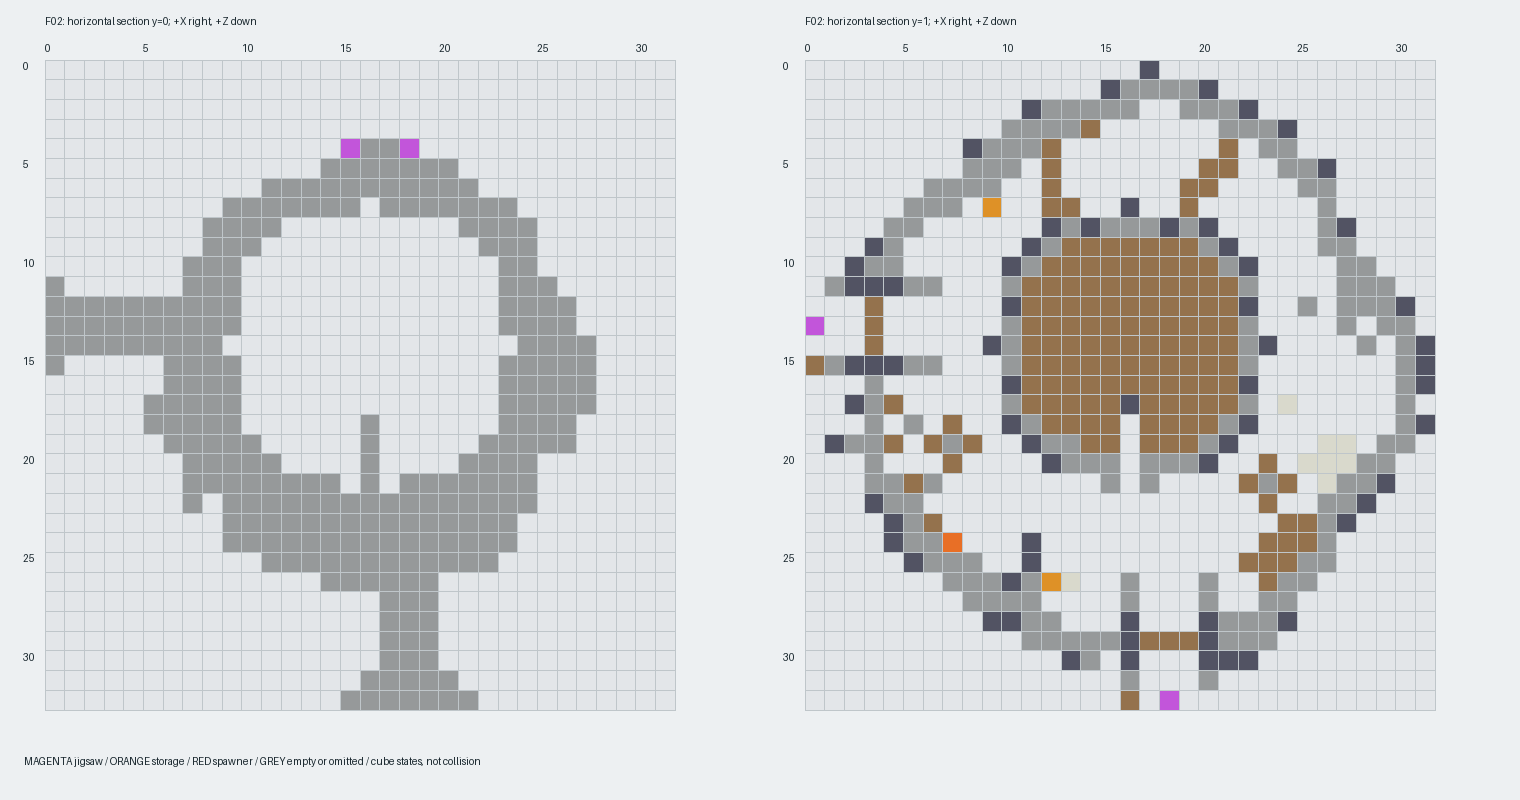 F02: horizontal section y=0; +X right, +Z down
F02: horizontal section y=1; +X right, +Z down
0 5 10 15 20 25 30
0 5 10 15 20 25 30
0 0
5 5
10 10
15 15
20 20
25 25
30 30
MAGENTA jigsaw / ORANGE storage / RED spawner / GREY empty or omitted / cube states, not collision